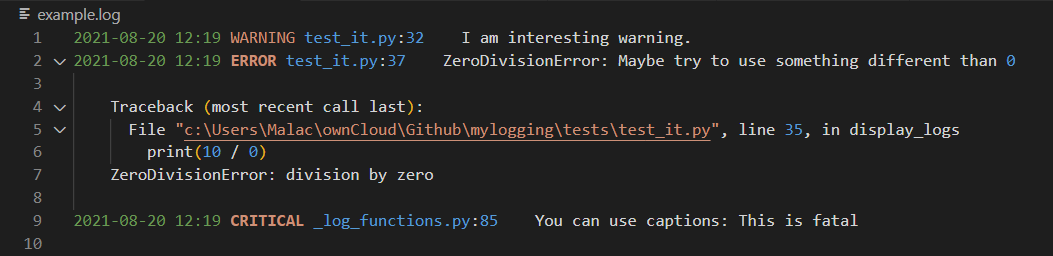 example.log
1 2021-08-20 12:19 WARNING test_it.py:32    I am interesting warning.
2 2021-08-20 12:19 ERROR test_it.py:37    ZeroDivisionError: Maybe try to use something different than 0
3
4     Traceback (most recent call last):
5       File "c:\Users\Malac\ownCloud\Github\mylogging\tests\test_it.py", line 35, in display_logs
6         print(10 / 0)
7     ZeroDivisionError: division by zero
8
9 2021-08-20 12:19 CRITICAL _log_functions.py:85    You can use captions: This is fatal
10